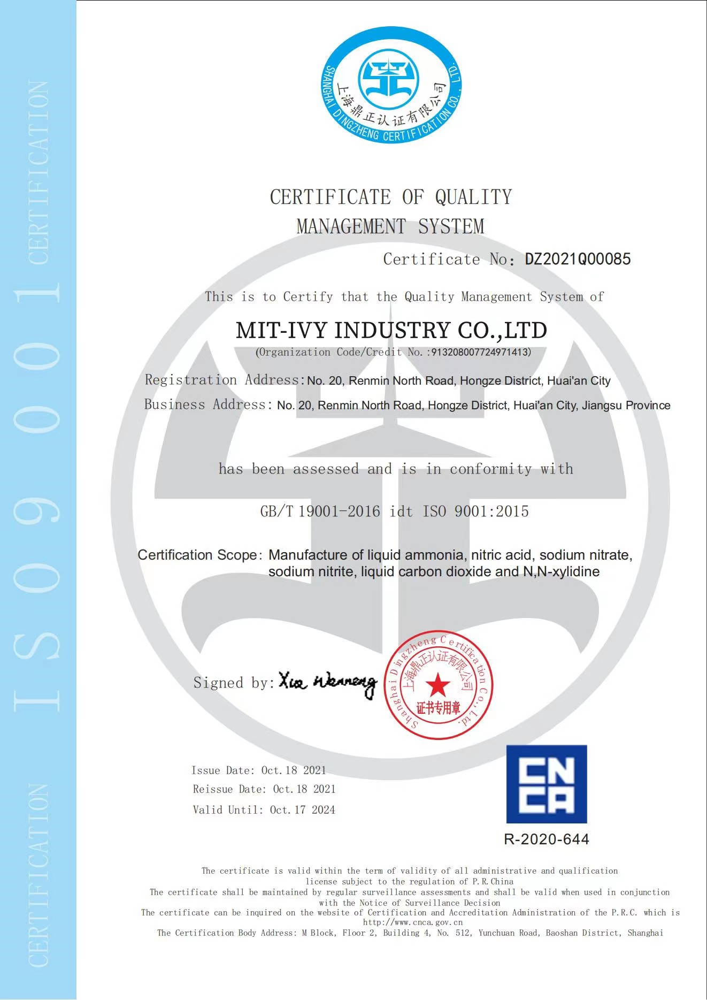 SHANGHAI DINGZHENG CERTIFICATION CO., LTD.
上海鼎正认证有限公司
ISO9001 CERTIFICATION
CERTIFICATION
CERTIFICATE OF QUALITY
MANAGEMENT SYSTEM
Certificate No: DZ2021Q00085
This is to Certify that the Quality Management System of
MIT-IVY INDUSTRY CO.,LTD
(Organization Code/Credit No.:913208007724971413)
Registration Address:No. 20, Renmin North Road, Hongze District, Huai'an City
Business Address: No. 20, Renmin North Road, Hongze District, Huai'an City, Jiangsu Province
has been assessed and is in conformity with
GB/T 19001-2016 idt ISO 9001:2015
Certification Scope: Manufacture of liquid ammonia, nitric acid, sodium nitrate,
sodium nitrite, liquid carbon dioxide and N,N-xylidine
Signed by:
Shanghai Dingzheng Certification Co., Ltd.
上海鼎正认证有限公司
证书专用章
Issue Date: Oct.18 2021
Reissue Date: Oct.18 2021
Valid Until: Oct.17 2024
CN
CA
R-2020-644
The certificate is valid within the term of validity of all administrative and qualification
license subject to the regulation of P.R.China
The certificate shall be maintained by regular surveillance assessments and shall be valid when used in conjunction
with the Notice of Surveillance Decision
The certificate can be inquired on the website of Certification and Accreditation Administration of the P.R.C. which is
http://www.cnca.gov.cn
The Certification Body Address: M Block, Floor 2, Building 4, No. 512, Yunchuan Road, Baoshan District, Shanghai